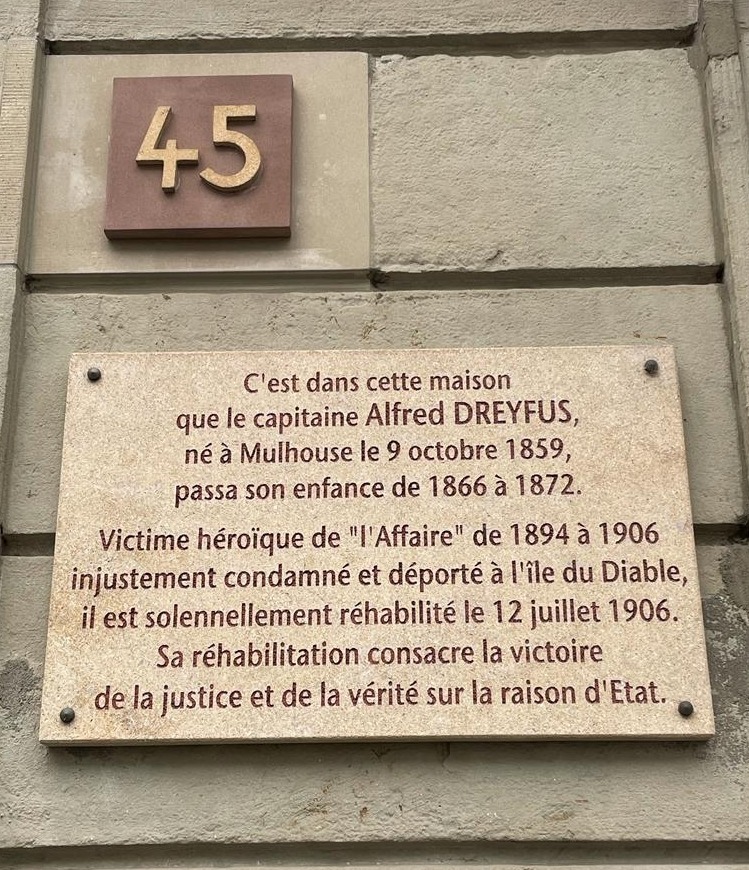 45
C'est dans cette maison
que le capitaine Alfred DREYFUS,
né à Mulhouse le 9 octobre 1859,
passa son enfance de 1866 à 1872.
Victime héroïque de "l'Affaire" de 1894 à 1906
injustement condamné et déporté à l'île du Diable,
il est solennellement réhabilité le 12 juillet 1906.
Sa réhabilitation consacre la victoire
de la justice et de la vérité sur la raison d'Etat.